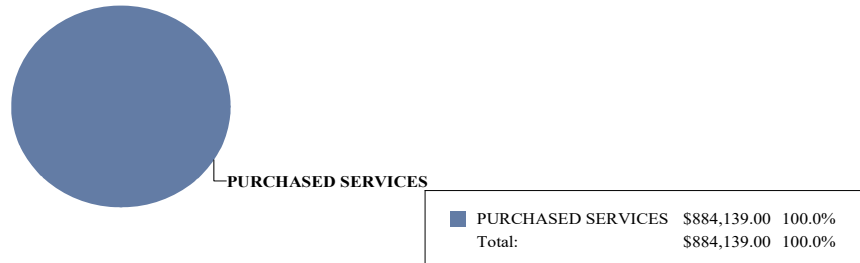 PURCHASED SERVICES
PURCHASED SERVICES $884,139.00 100.0%
Total: $884,139.00 100.0%